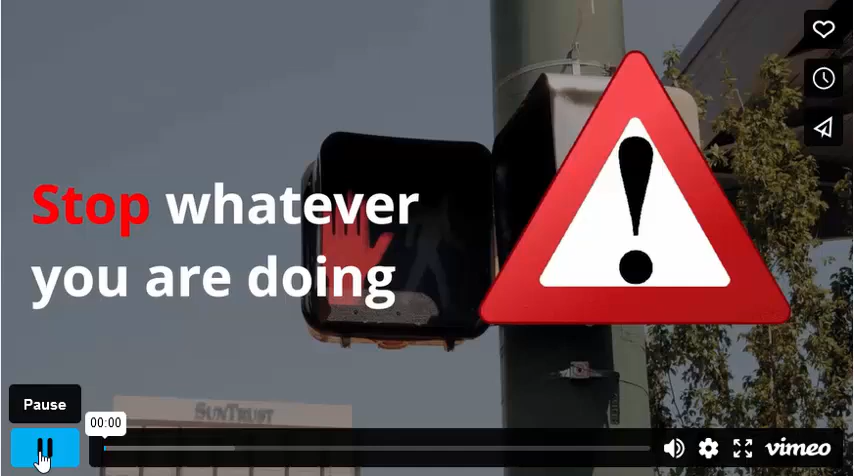 Stop whatever
you are doing
SUNTRUST
Pause
00:00
vimeo